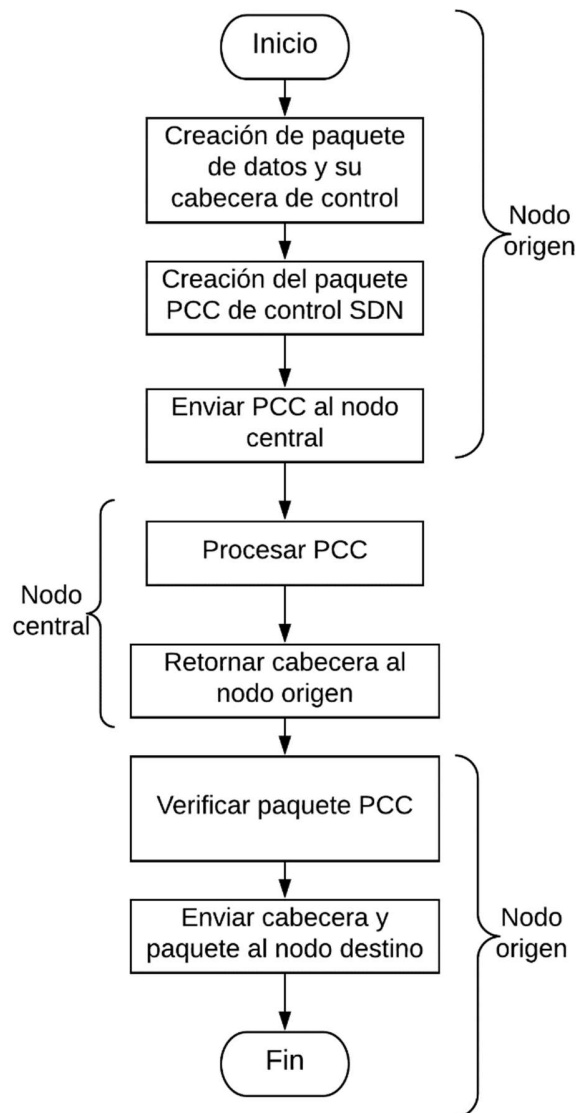 Inicio
Creación de paquete
de datos y su
cabecera de control
Nodo
origen
Creación del paquete
PCC de control SDN
Enviar PCC al nodo
central
Procesar PCC
Nodo
central
Retornar cabecera al
nodo origen
Verificar paquete PCC
Enviar cabecera y
paquete al nodo destino
Nodo
origen
Fin